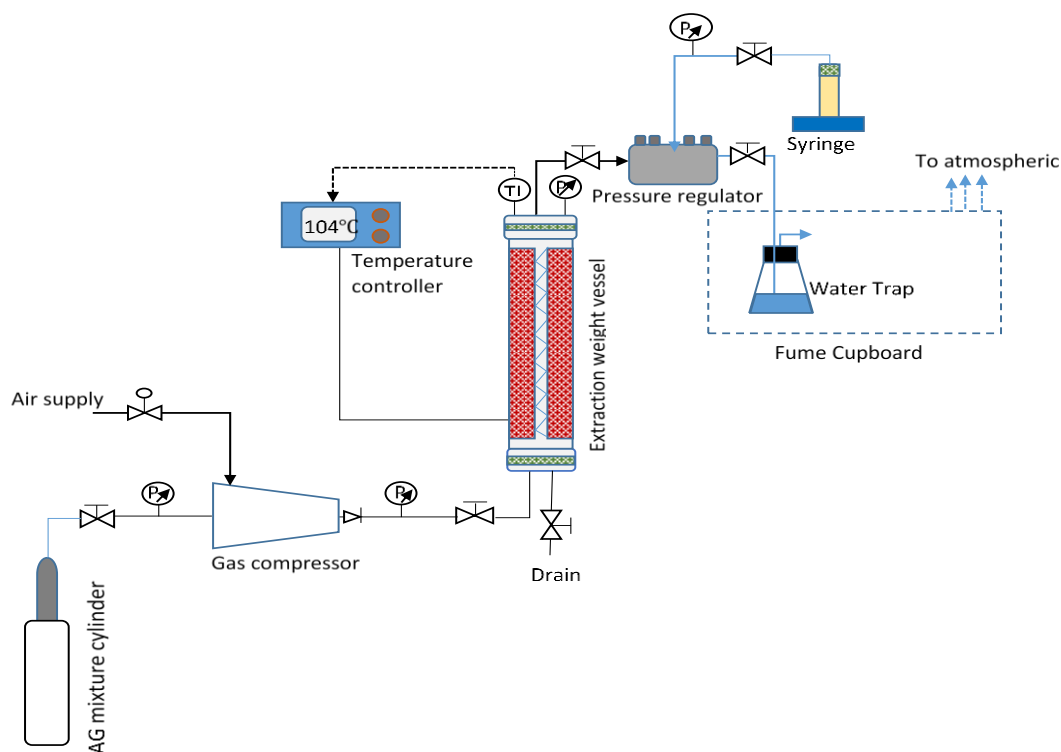 P
Syringe
To atmospheric
TI
P
Pressure regulator
104°C
Temperature
controller
Extraction weight vessel
Water Trap
Fume Cupboard
Air supply
P
P
Gas compressor
Drain
AG mixture cylinder